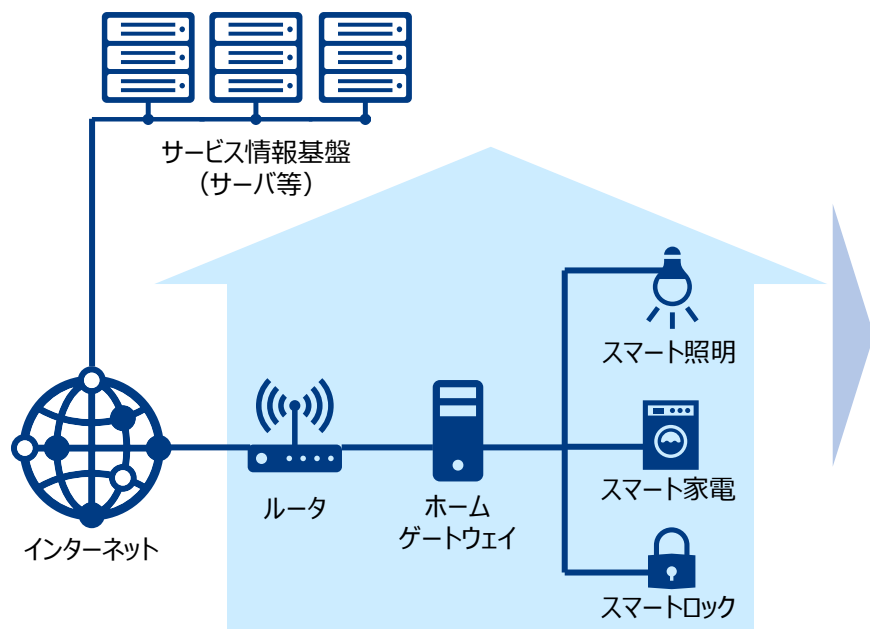 サービス情報基盤
（サーバ等）
スマート照明
スマート家電
ルータ
ホーム
ゲートウェイ
インターネット
スマートロック